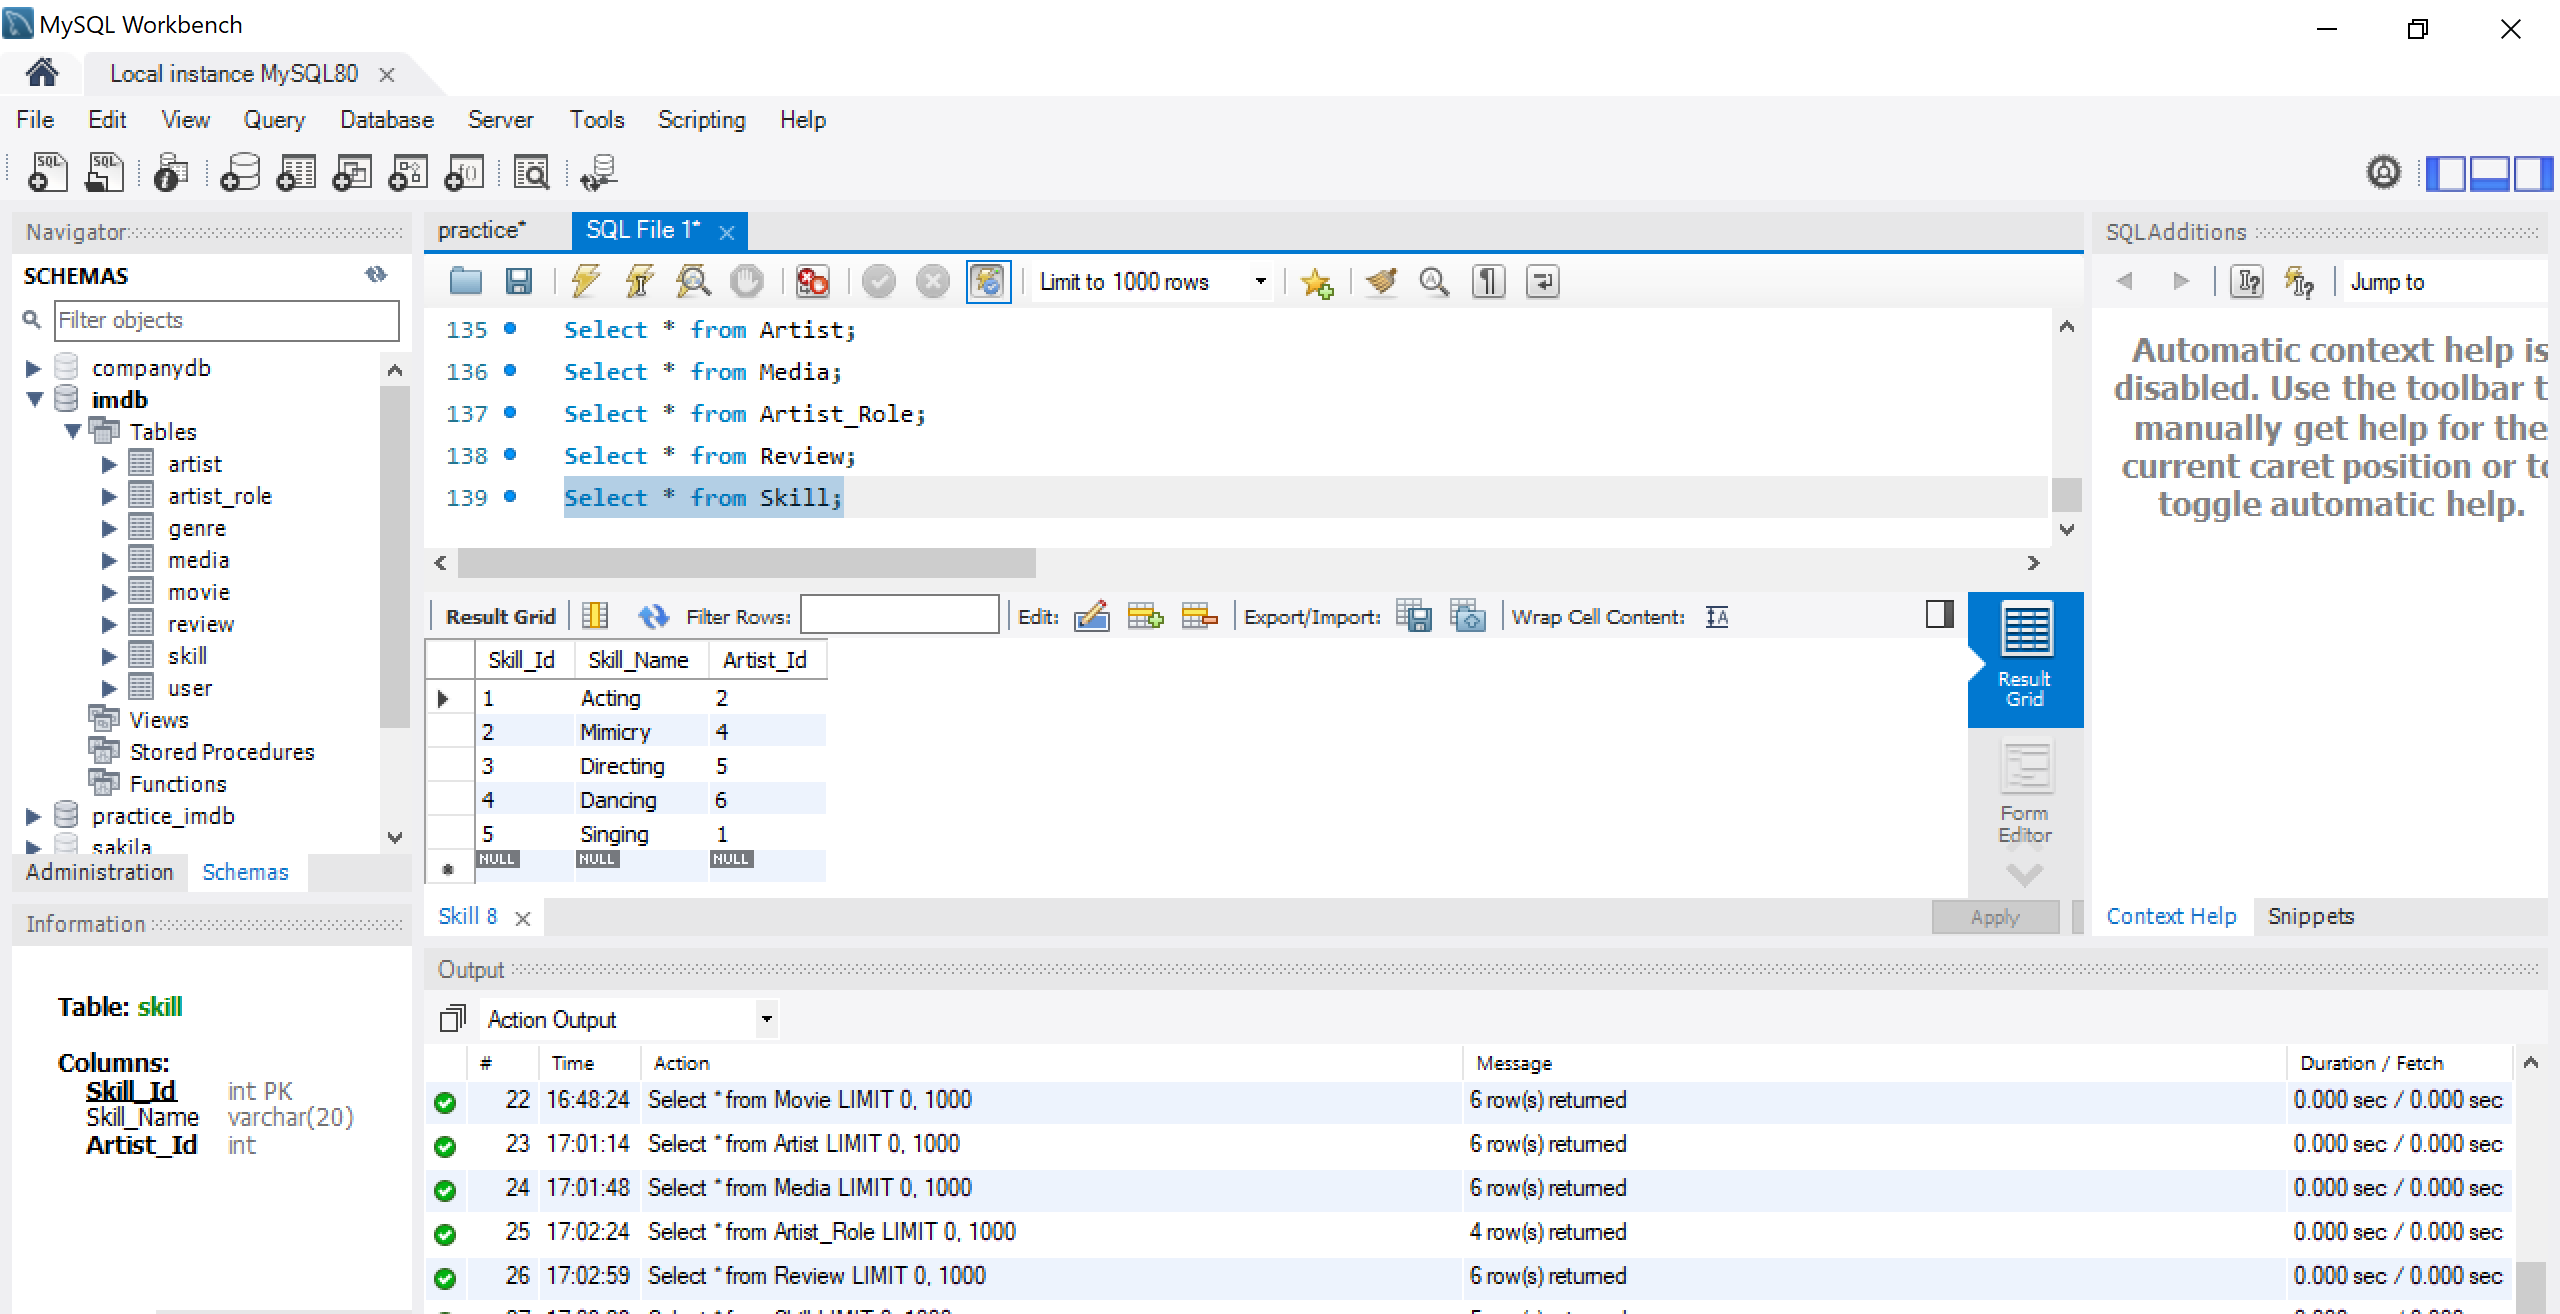 MySQL Workbench
Local instance MySQL80
File Edit View Query Database Server Tools Scripting Help
Navigator
SCHEMAS
Filter objects
companydb
imdb
Tables
artist
artist_role
genre
media
movie
review
skill
user
Views
Stored Procedures
Functions
practice_imdb
sakila
Administration Schemas
Information
Table: skill
Columns:
Skill_Id int PK
Skill_Name varchar(20)
Artist_Id int
practice* SQL File 1*
Limit to 1000 rows
135 Select * from Artist;
136 Select * from Media;
137 Select * from Artist_Role;
138 Select * from Review;
139 Select * from Skill;
Result Grid Filter Rows: Edit: Export/Import: Wrap Cell Content:
Skill_Id Skill_Name Artist_Id
1 Acting 2
2 Mimicry 4
3 Directing 5
4 Dancing 6
5 Singing 1
NULL NULL NULL
Result
Grid
Form
Editor
Skill 8
Apply
SQLAdditions
Jump to
Automatic context help is
disabled. Use the toolbar t
manually get help for the
current caret position or to
toggle automatic help.
Context Help Snippets
Output
Action Output
# Time Action Message Duration / Fetch
22 16:48:24 Select * from Movie LIMIT 0, 1000 6 row(s) returned 0.000 sec / 0.000 sec
23 17:01:14 Select * from Artist LIMIT 0, 1000 6 row(s) returned 0.000 sec / 0.000 sec
24 17:01:48 Select * from Media LIMIT 0, 1000 6 row(s) returned 0.000 sec / 0.000 sec
25 17:02:24 Select * from Artist_Role LIMIT 0, 1000 4 row(s) returned 0.000 sec / 0.000 sec
26 17:02:59 Select * from Review LIMIT 0, 1000 6 row(s) returned 0.000 sec / 0.000 sec